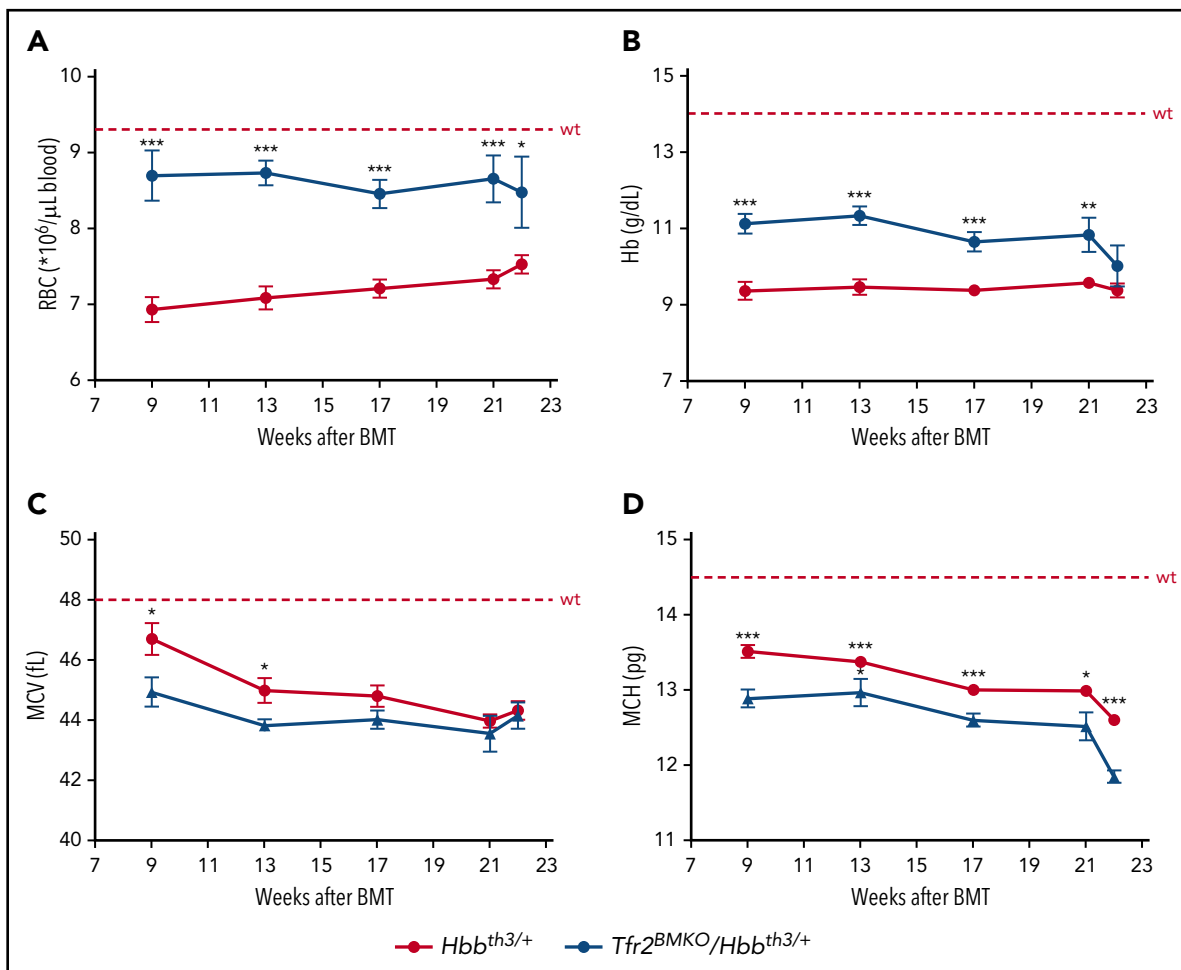 A
10
9
8
7
6
RBC (*10⁶/μL blood)
wt
***
***
***
***
*
7 9 11 13 15 17 19 21 23
Weeks after BMT
B
15
13
11
9
7
Hb (g/dL)
wt
***
***
***
**
7 9 11 13 15 17 19 21 23
Weeks after BMT
C
50
48
46
44
42
40
MCV (fL)
wt
*
*
7 9 11 13 15 17 19 21 23
Weeks after BMT
D
15
14
13
12
11
MCH (pg)
wt
***
***
*
***
*
***
7 9 11 13 15 17 19 21 23
Weeks after BMT
Hbb^th3/+ Tfr2^BMKO/Hbb^th3/+